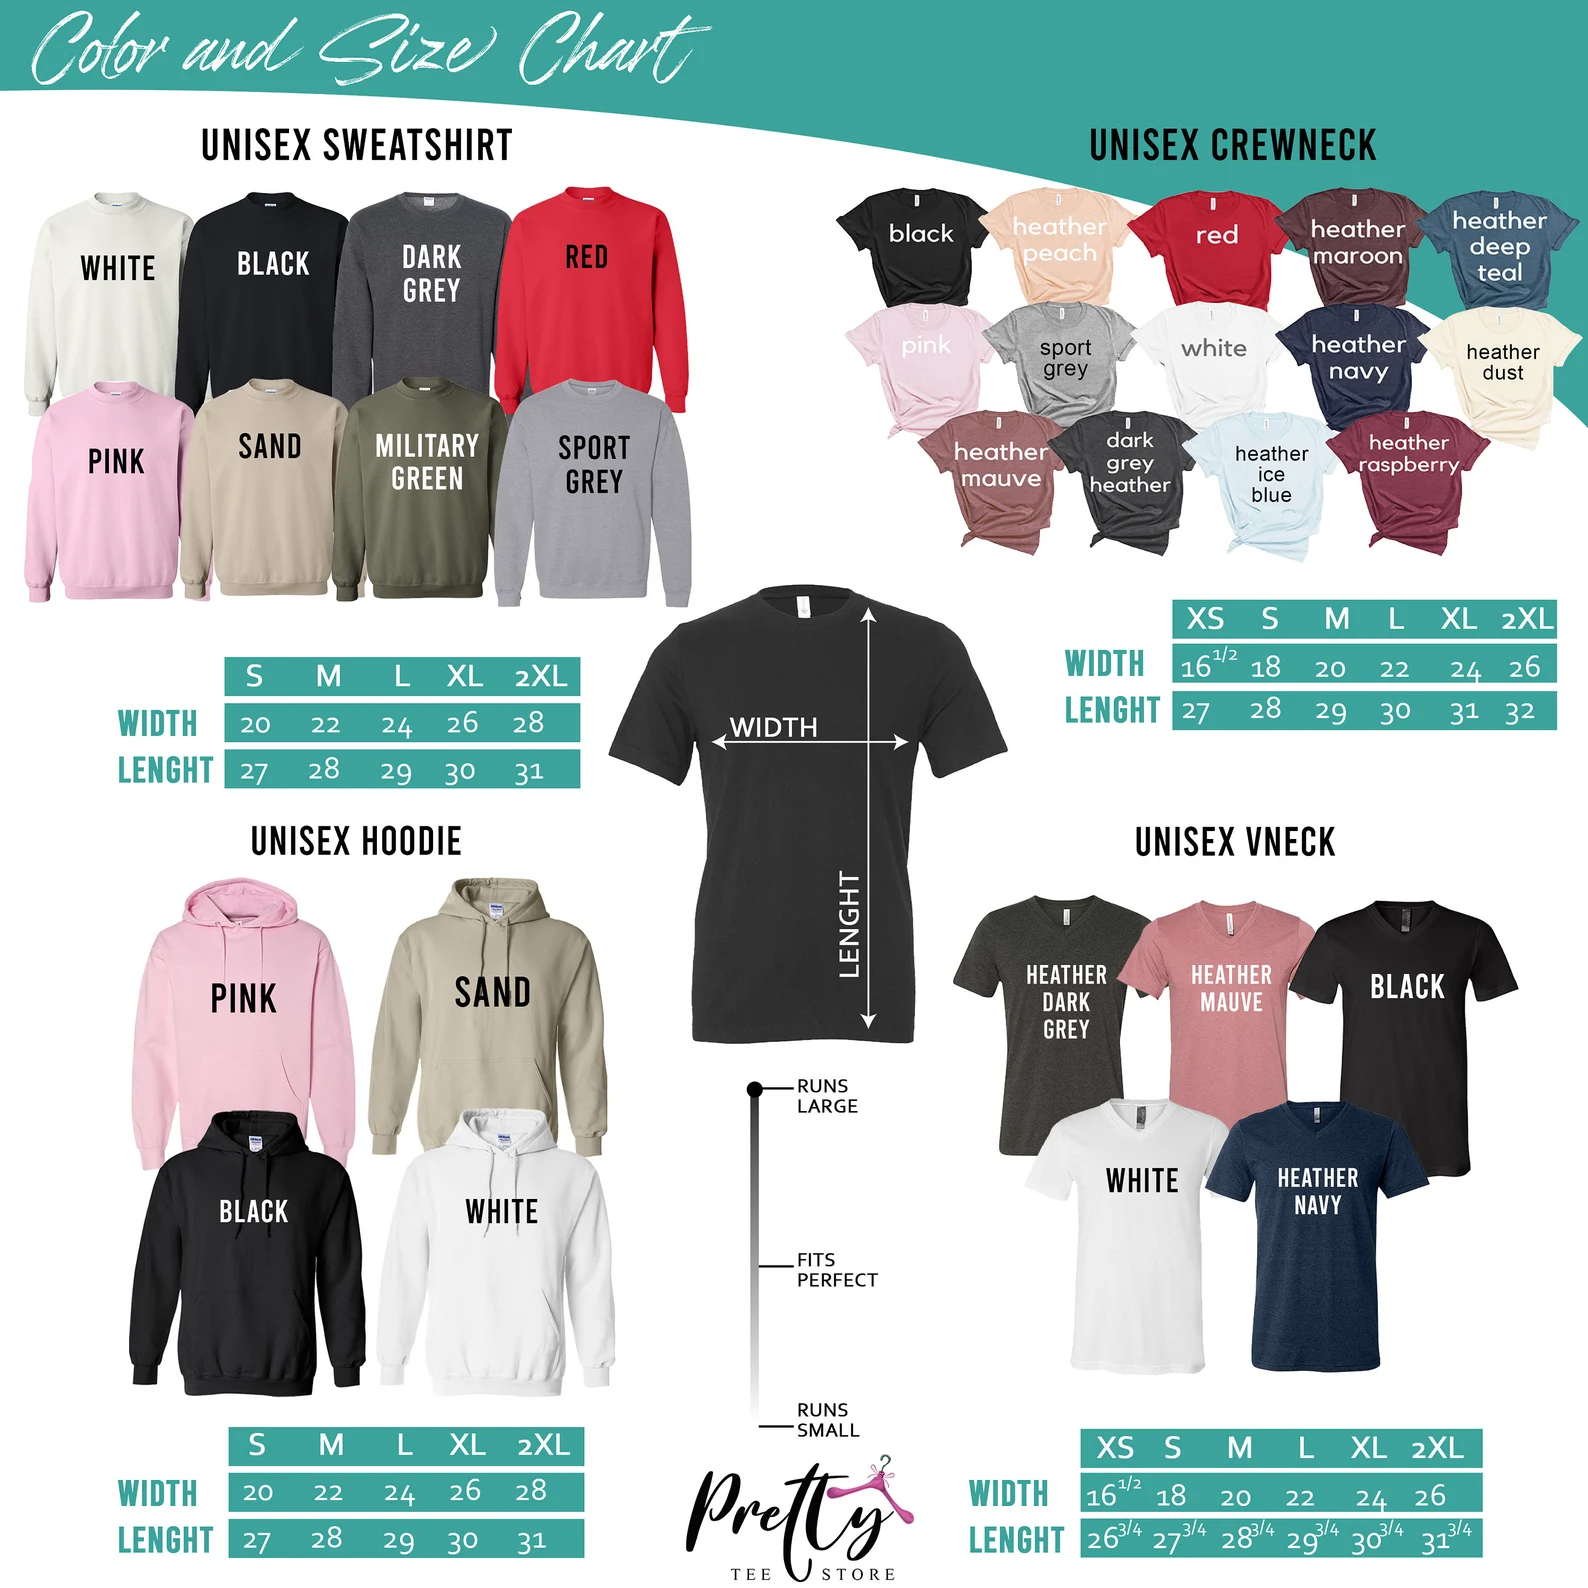 Color and Size Chart
UNISEX SWEATSHIRT
WHITE
BLACK
DARK
GREY
RED
PINK
SAND
MILITARY
GREEN
SPORT
GREY
S M L XL 2XL
WIDTH 20 22 24 26 28
LENGHT 27 28 29 30 31
UNISEX CREWNECK
black
heather
peach
red
heather
maroon
heather
deep
teal
pink
sport
grey
white
heather
navy
heather
dust
heather
mauve
dark
grey
heather
heather
ice
blue
heather
raspberry
XS S M L XL 2XL
WIDTH 16 1/2 18 20 22 24 26
LENGHT 27 28 29 30 31 32
WIDTH
LENGHT
UNISEX HOODIE
PINK
SAND
BLACK
WHITE
S M L XL 2XL
WIDTH 20 22 24 26 28
LENGHT 27 28 29 30 31
RUNS
LARGE
FITS
PERFECT
RUNS
SMALL
Pretty
TEE STORE
UNISEX VNECK
HEATHER
DARK
GREY
HEATHER
MAUVE
BLACK
WHITE
HEATHER
NAVY
XS S M L XL 2XL
WIDTH 16 1/2 18 20 22 24 26
LENGHT 26 3/4 27 3/4 28 3/4 29 3/4 30 3/4 31 3/4